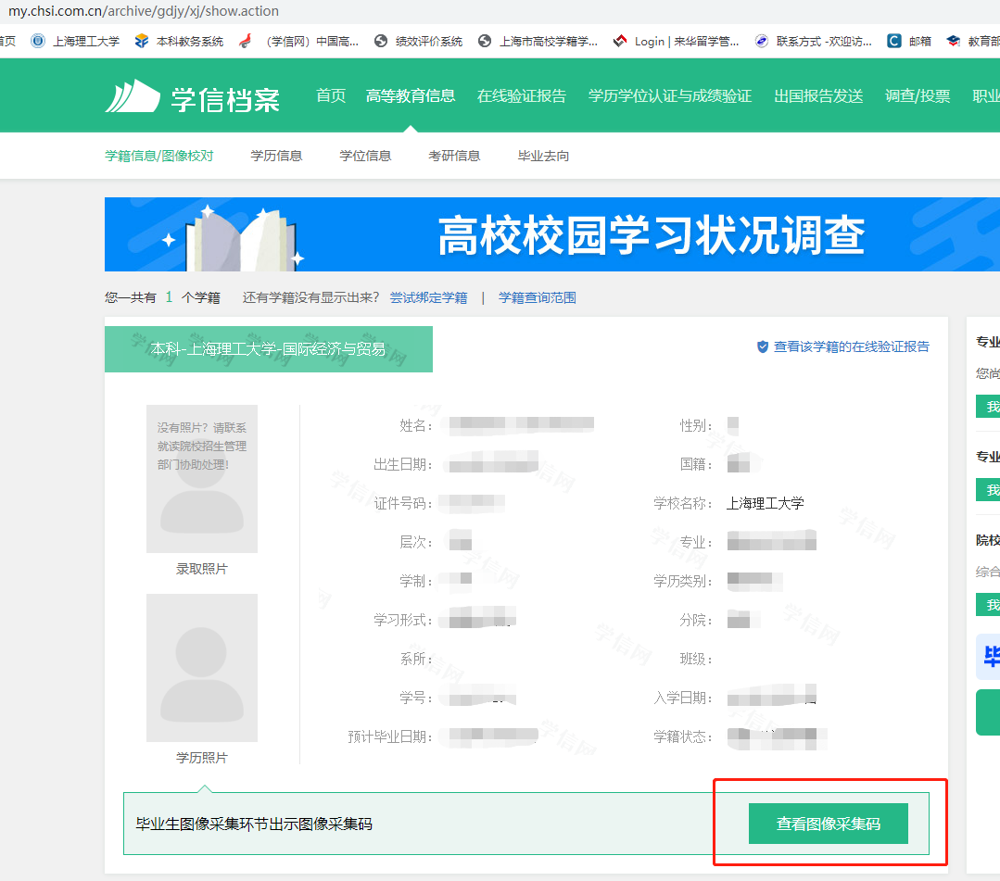 my.chsi.com.cn/archive/gdjy/xj/show.action
首页 上海理工大学 本科教务系统 （学信网）中国高... 绩效评价系统 上海市高校学籍学... Login | 来华留学管... 联系方式 -欢迎访... 邮箱 教育部
学信档案 首页 高等教育信息 在线验证报告 学历学位认证与成绩验证 出国报告发送 调查/投票 职业
学籍信息/图像校对 学历信息 学位信息 考研信息 毕业去向
高校校园学习状况调查
您一共有 1 个学籍 还有学籍没有显示出来？ 尝试绑定学籍 | 学籍查询范围
本科-上海理工大学-国际经济与贸易
查看该学籍的在线验证报告
没有照片？请联系
就读院校招生管理
部门协助处理！
录取照片
学历照片
姓名： 性别：
出生日期： 国籍：
证件号码： 学校名称： 上海理工大学
层次： 专业：
学制： 学历类别：
学习形式： 分院：
系所： 班级：
学号： 入学日期：
预计毕业日期： 学籍状态：
学信网
毕业生图像采集环节出示图像采集码
查看图像采集码
专业
您尚
我
专业
我
院校
综合
我
毕